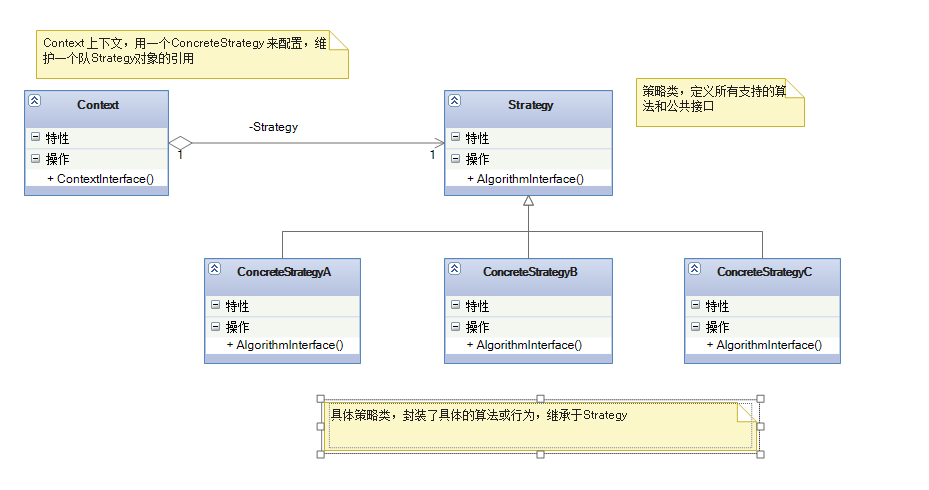 Context 上下文，用一个ConcreteStrategy 来配置，维
护一个队Strategy对象的引用
策略类，定义所有支持的算
法和公共接口
Context
特性
操作
+ ContextInterface()
-Strategy
1
1
Strategy
特性
操作
+ AlgorithmInterface()
ConcreteStrategyA
特性
操作
+ AlgorithmInterface()
ConcreteStrategyB
特性
操作
+ AlgorithmInterface()
ConcreteStrategyC
特性
操作
+ AlgorithmInterface()
具体策略类，封装了具体的算法或行为，继承于Strategy